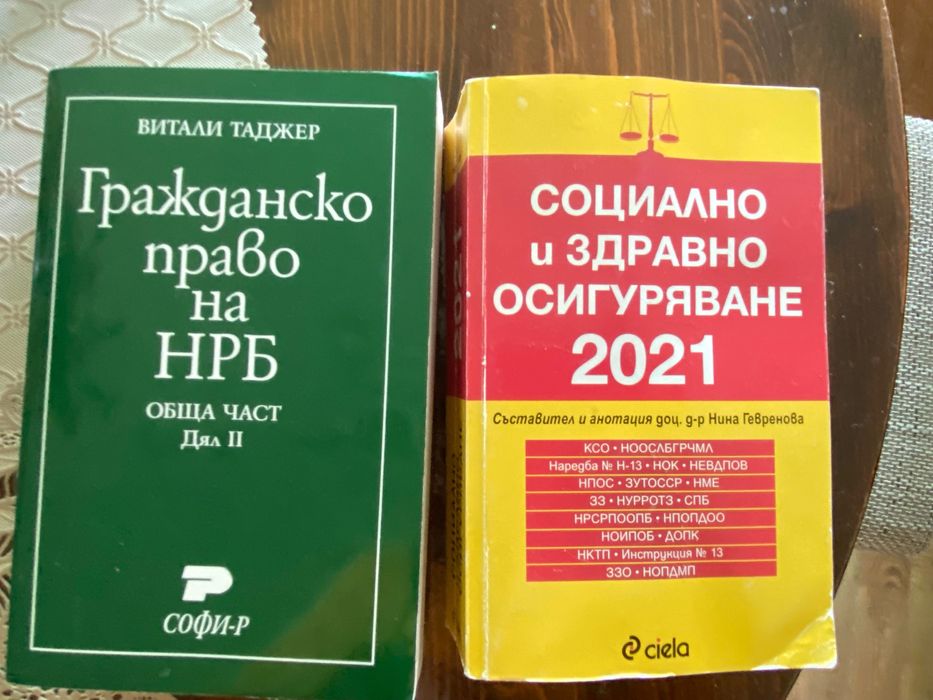 ВИТАЛИ ТАДЖЕР
Гражданско
право
на
НРБ
ОБЩА ЧАСТ
Дял II
СОФИ-Р
2021
СОЦИАЛНО
и ЗДРАВНО
ОСИГУРЯВАНЕ
2021
Съставител и анотация доц. д-р Нина Гевренова
КСО • НООСЛБГРЧМЛ
Наредба № Н-13 • НОК • НЕВДПОВ
НПОС • ЗУТОССР • НМЕ
ЗЗ • НУРРОТЗ • СПБ
НРСРПООПБ • НПОПДОО
НОИПОБ • ДОПК
НКТП • Инструкция № 13
ЗЗО • НОПДМП
ciela